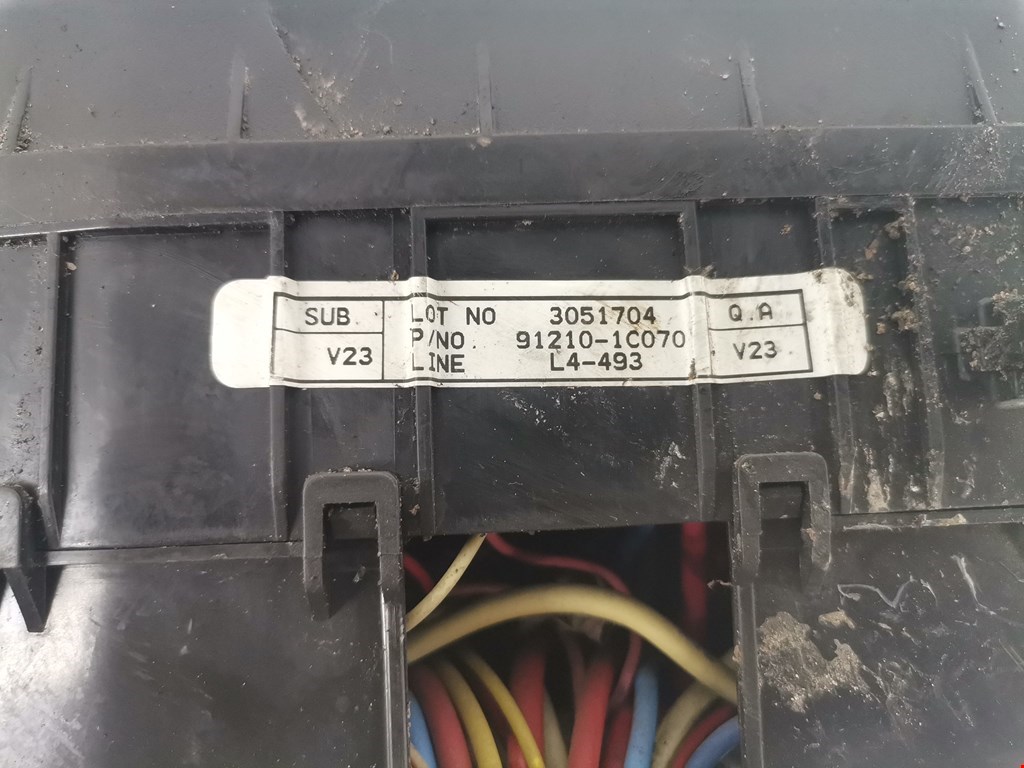 SUB LOT NO 3051704 Q.A
P/NO. 91210-1C070
V23 LINE L4-493 V23